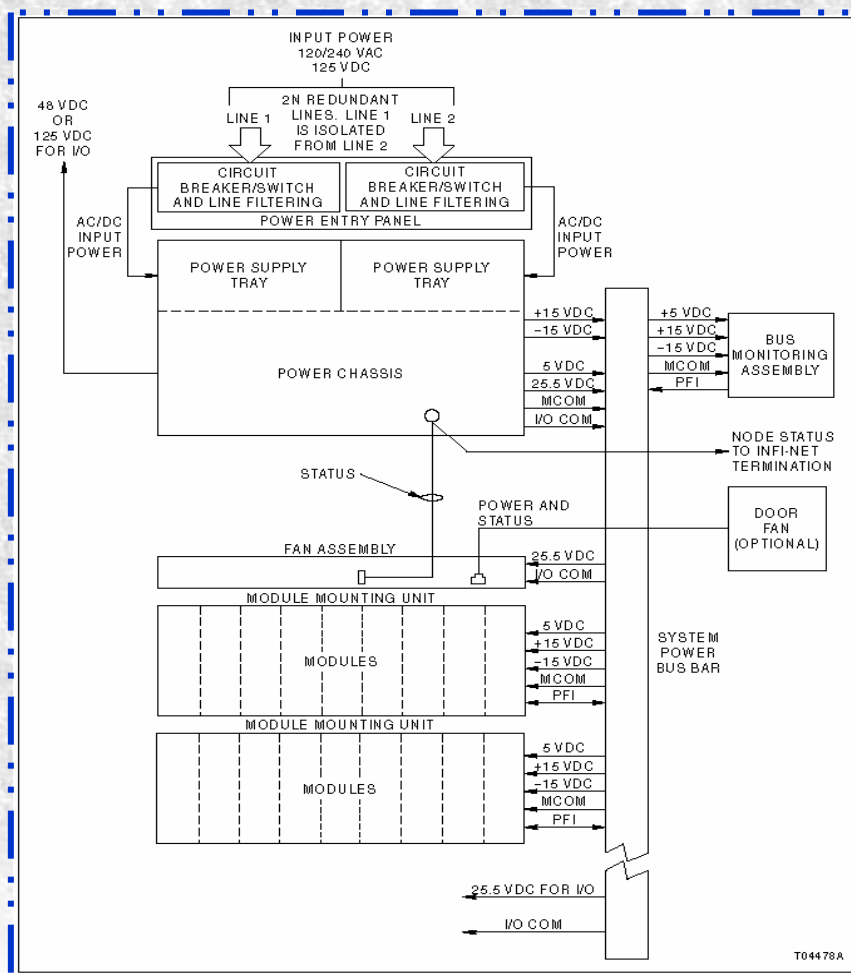 INPUT POWER
120/240 VAC
125 VDC
48 VDC
OR
125 VDC
FOR I/O
LINE 1
2N REDUNDANT
LINES. LINE 1
IS ISOLATED
FROM LINE 2
LINE 2
CIRCUIT
BREAKER/SWITCH
AND LINE FILTERING
CIRCUIT
BREAKER/SWITCH
AND LINE FILTERING
POWER ENTRY PANEL
AC/DC
INPUT
POWER
AC/DC
INPUT
POWER
POWER SUPPLY
TRAY
POWER SUPPLY
TRAY
POWER CHASSIS
+15 VDC
-15 VDC
5 VDC
25.5 VDC
MCOM
I/O COM
+5 VDC
+15 VDC
-15 VDC
MCOM
PFI
BUS
MONITORING
ASSEMBLY
NODE STATUS
TO INFI-NET
TERMINATION
STATUS
POWER AND
STATUS
DOOR
FAN
(OPTIONAL)
FAN ASSEMBLY
25.5 VDC
I/O COM
MODULE MOUNTING UNIT
MODULES
5 VDC
+15 VDC
-15 VDC
MCOM
PFI
SYSTEM
POWER
BUS BAR
MODULE MOUNTING UNIT
MODULES
5 VDC
+15 VDC
-15 VDC
MCOM
PFI
25.5 VDC FOR I/O
I/O COM
T04478A